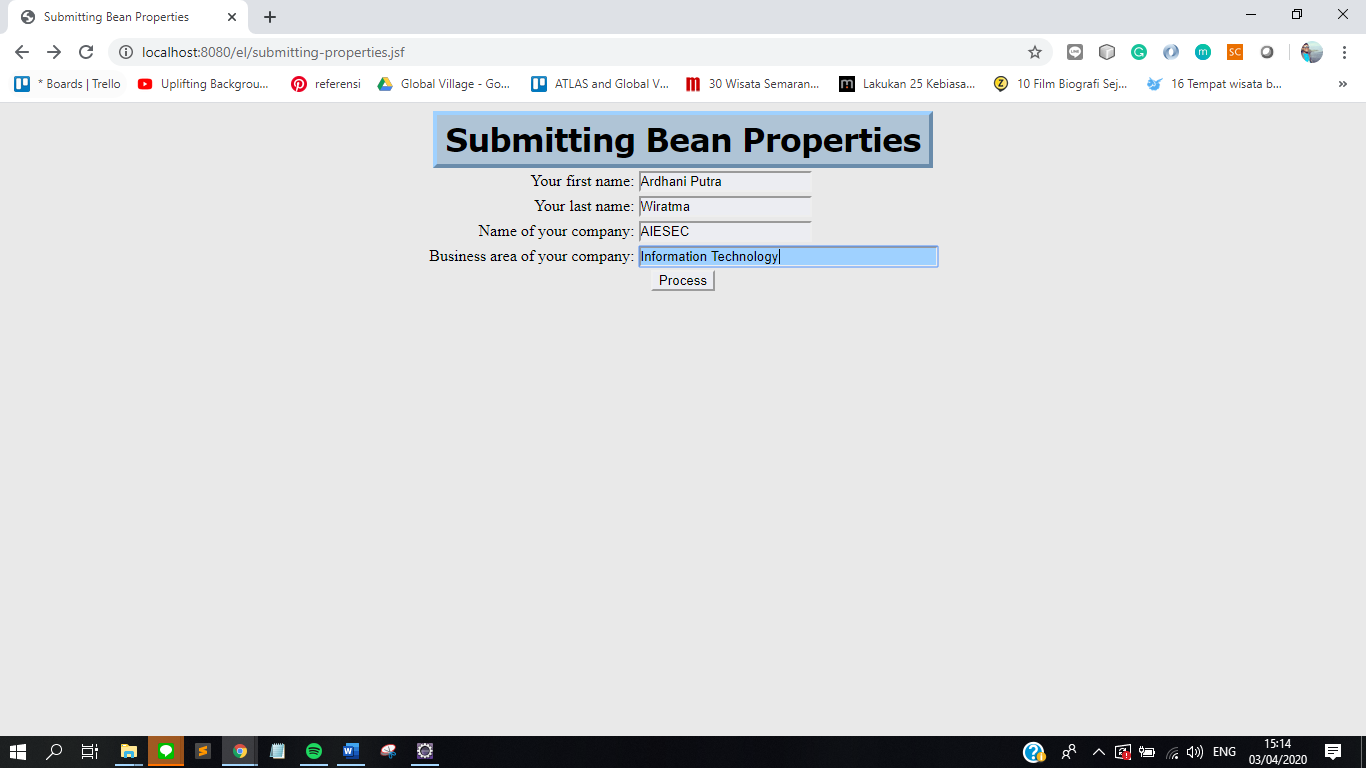 Submitting Bean Properties
localhost:8080/el/submitting-properties.jsf
* Boards | Trello
Uplifting Backgrou...
referensi
Global Village - Go...
ATLAS and Global V...
30 Wisata Semaran...
Lakukan 25 Kebiasa...
10 Film Biografi Sej...
16 Tempat wisata b...
Submitting Bean Properties
Your first name: Ardhani Putra
Your last name: Wiratma
Name of your company: AIESEC
Business area of your company: Information Technology
Process
ENG
15:14
03/04/2020